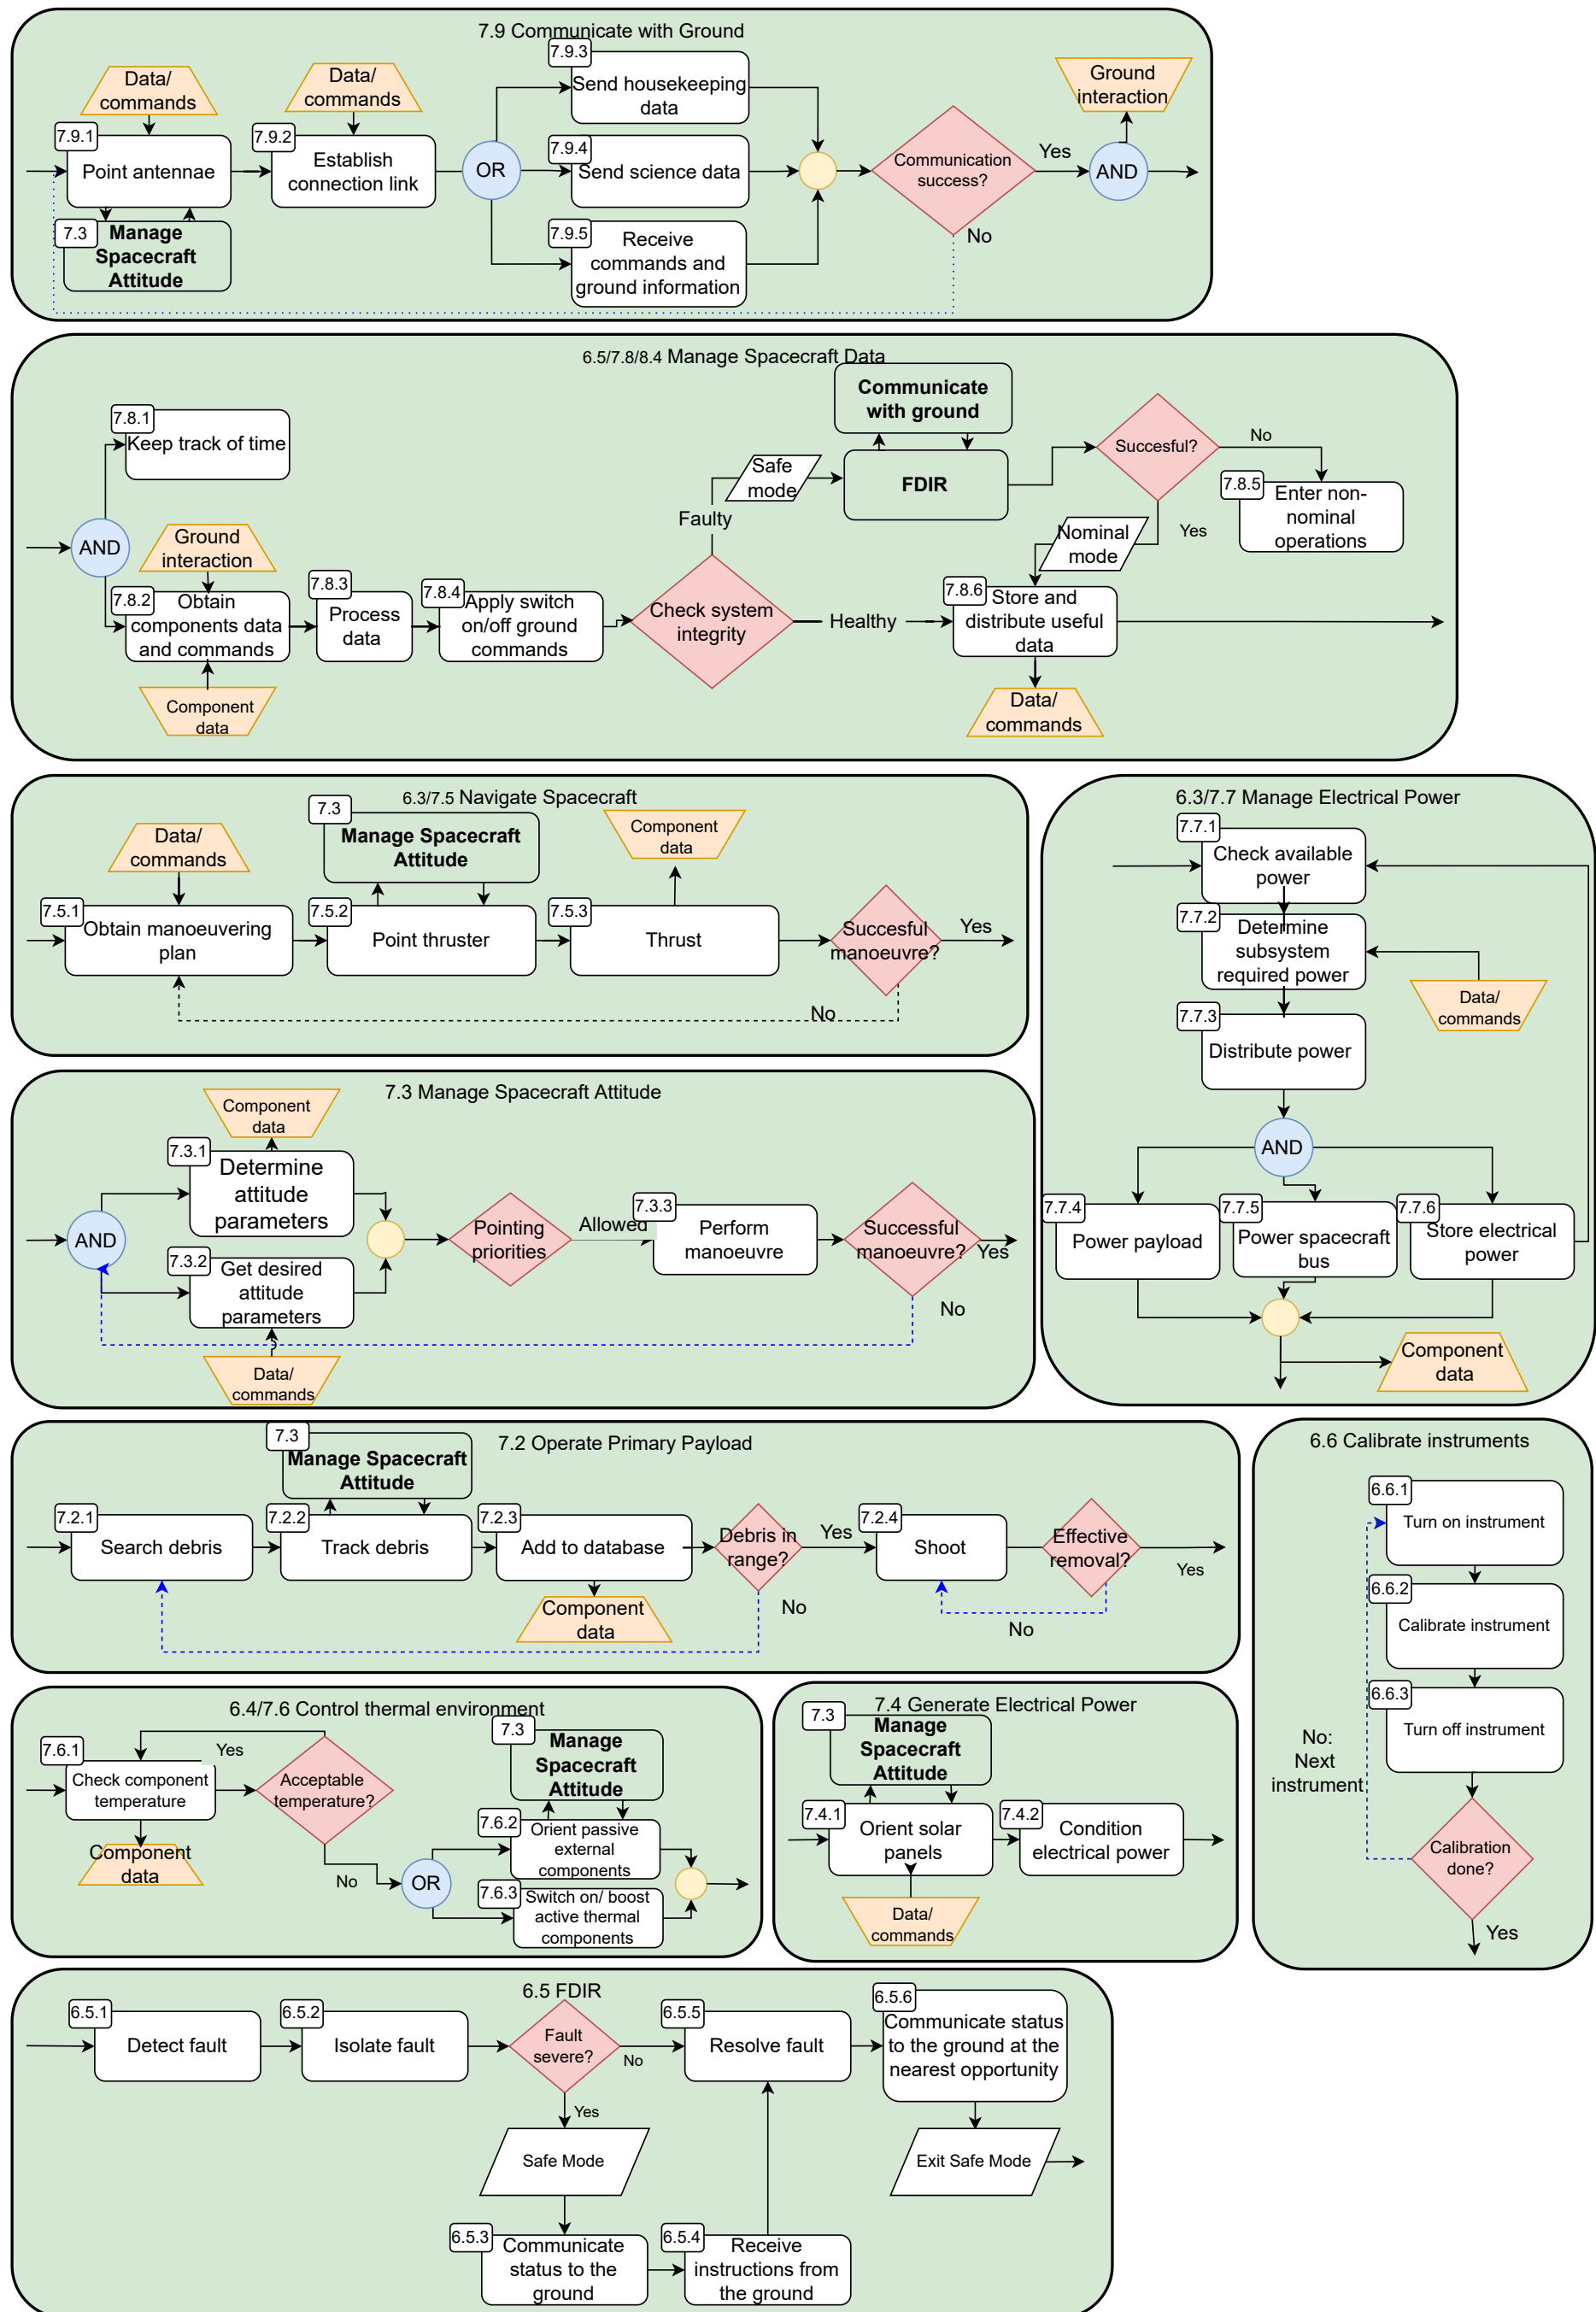 7.9 Communicate with Ground
7.9.3
Send housekeeping
data
Data/
commands
Data/
commands
Ground
interaction
7.9.1
Point antennae
7.9.2
Establish
connection link
OR
7.9.4
Send science data
Communication
success?
Yes
AND
No
7.3
Manage
Spacecraft
Attitude
7.9.5
Receive
commands and
ground information
6.5/7.8/8.4 Manage Spacecraft Data
Communicate
with ground
7.8.1
Keep track of time
Safe
mode
FDIR
Succesful?
No
7.8.5
Enter non-
nominal
operations
Faulty
Nominal
mode
Yes
AND
Ground
interaction
7.8.2
Obtain
components data
and commands
7.8.3
Process
data
7.8.4
Apply switch
on/off ground
commands
Check system
integrity
Healthy
7.8.6
Store and
distribute useful
data
Component
data
Data/
commands
6.3/7.5 Navigate Spacecraft
7.3
Manage Spacecraft
Attitude
Data/
commands
Component
data
7.5.1
Obtain manoeuvering
plan
7.5.2
Point thruster
7.5.3
Thrust
Succesful
manoeuvre?
Yes
No
6.3/7.7 Manage Electrical Power
7.7.1
Check available
power
7.7.2
Determine
subsystem
required power
Data/
commands
7.7.3
Distribute power
AND
7.7.4
Power payload
7.7.5
Power spacecraft
bus
7.7.6
Store electrical
power
Component
data
7.3 Manage Spacecraft Attitude
Component
data
7.3.1
Determine
attitude
parameters
AND
7.3.2
Get desired
attitude
parameters
Pointing
priorities
Allowed
7.3.3
Perform
manoeuvre
Successful
manoeuvre?
Yes
No
Data/
commands
7.2 Operate Primary Payload
7.3
Manage Spacecraft
Attitude
7.2.1
Search debris
7.2.2
Track debris
7.2.3
Add to database
Debris in
range?
Yes
7.2.4
Shoot
Effective
removal?
Yes
No
No
Component
data
6.6 Calibrate instruments
6.6.1
Turn on instrument
6.6.2
Calibrate instrument
6.6.3
Turn off instrument
No:
Next
instrument
Calibration
done?
Yes
6.4/7.6 Control thermal environment
7.3
Manage
Spacecraft
Attitude
7.6.1
Check component
temperature
Yes
Acceptable
temperature?
Component
data
No
OR
7.6.2
Orient passive
external
components
7.6.3
Switch on/ boost
active thermal
components
7.4 Generate Electrical Power
7.3
Manage
Spacecraft
Attitude
7.4.1
Orient solar
panels
7.4.2
Condition
electrical power
Data/
commands
6.5 FDIR
6.5.1
Detect fault
6.5.2
Isolate fault
Fault
severe?
No
6.5.5
Resolve fault
6.5.6
Communicate status
to the ground at the
nearest opportunity
Yes
Safe Mode
Exit Safe Mode
6.5.3
Communicate
status to the
ground
6.5.4
Receive
instructions from
the ground